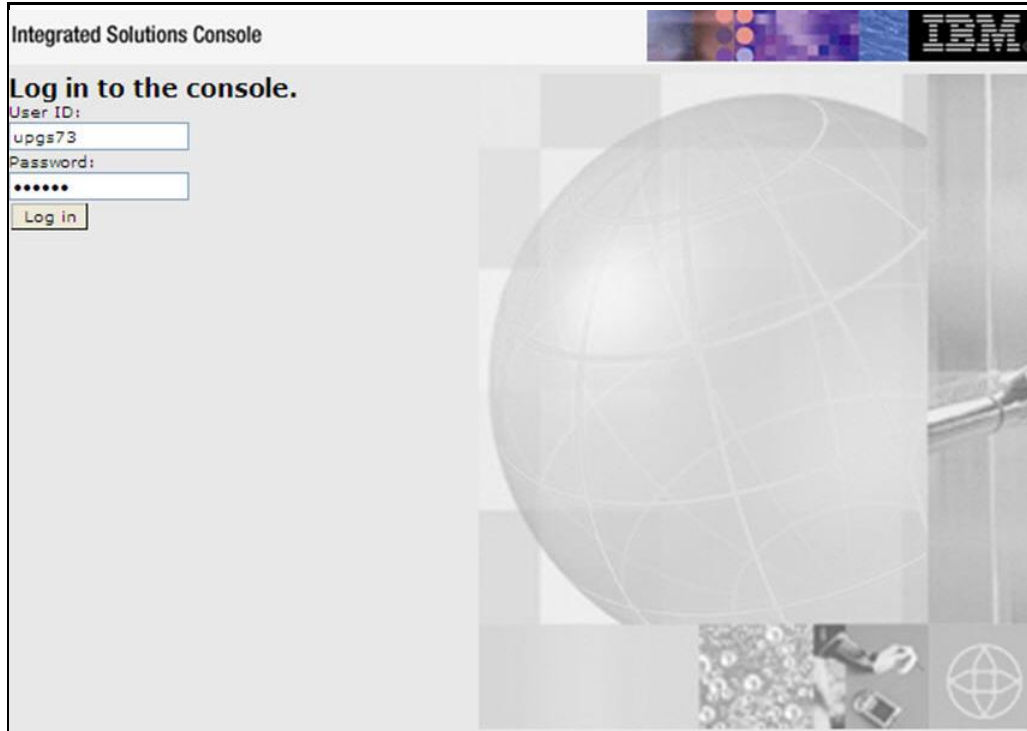 Integrated Solutions Console
IBM.
Log in to the console.
User ID:
upgs73
Password:
••••••
Log in